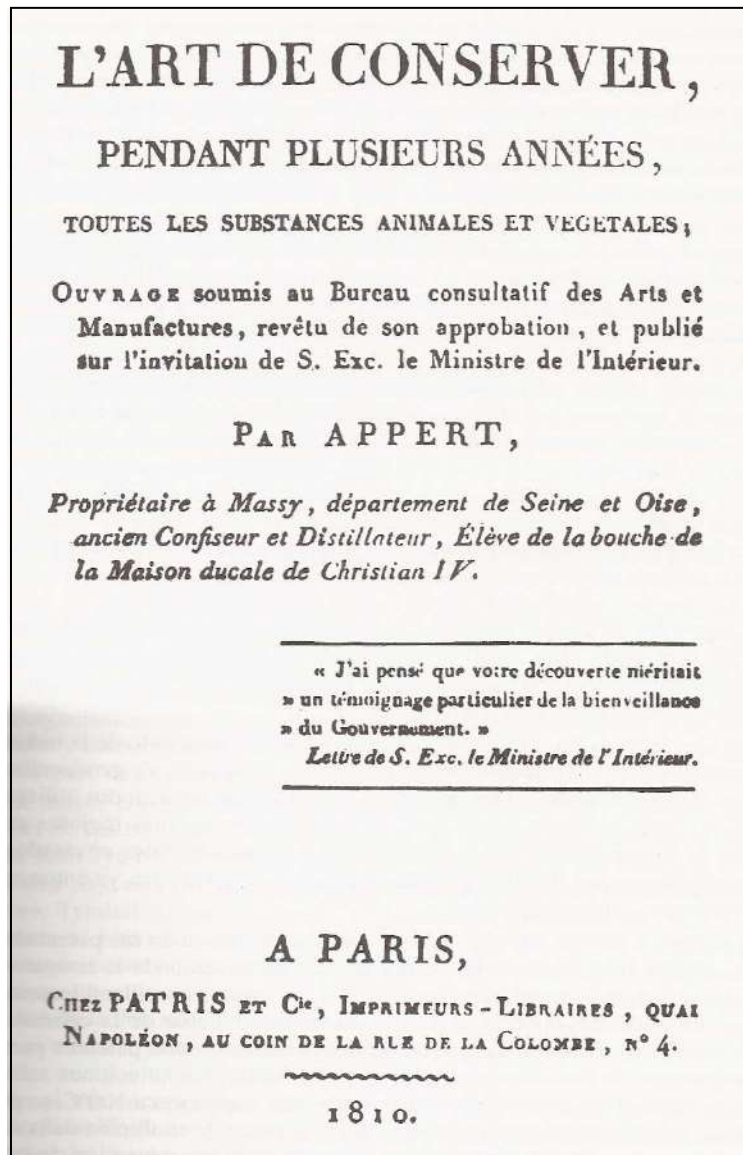 L'ART DE CONSERVER,
PENDANT PLUSIEURS ANNÉES,
TOUTES LES SUBSTANCES ANIMALES ET VEGETALES;
OUVRAGE soumis au Bureau consultatif des Arts et
Manufactures, revêtu de son approbation, et publié
sur l'invitation de S. Exc. le Ministre de l'Intérieur.
PAR APPERT,
Propriétaire à Massy, département de Seine et Oise,
ancien Confiseur et Distillateur, Élève de la bouche de
la Maison ducale de Christian IV.
« J'ai pensé que votre découverte méritait
» un témoignage particulier de la bienveillance
» du Gouvernement. »
Lettre de S. Exc. le Ministre de l'Intérieur.
A PARIS,
CHEZ PATRIS ET Cie, IMPRIMEURS-LIBRAIRES, QUAI
NAPOLÉON, AU COIN DE LA RUE DE LA COLOMBE, N° 4.
1810.